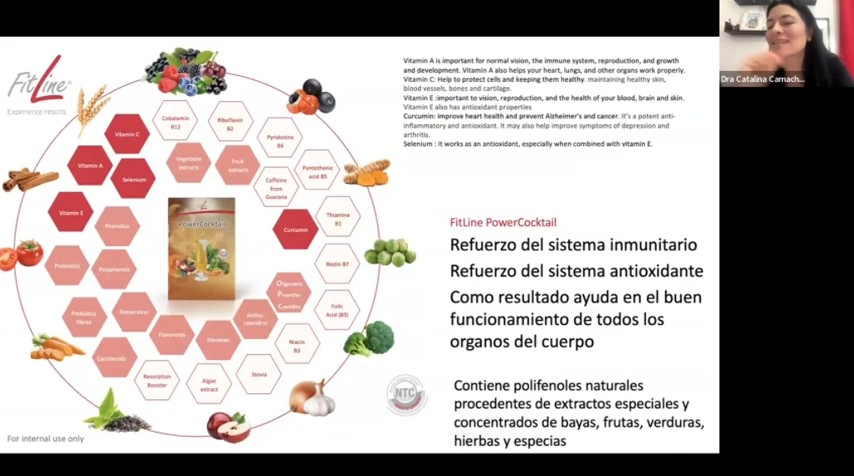 FitLine®
Experience results.
Vitamin A is important for normal vision, the immune system, reproduction, and growth
and development. Vitamin A also helps your heart, lungs, and other organs work properly.
Vitamin C: Help to protect cells and keeping them healthy. maintaining healthy skin,
blood vessels, bones and cartilage.
Vitamin E :important to vision, reproduction, and the health of your blood, brain and skin.
Vitamin E also has antioxidant properties
Curcumin: improve heart health and prevent Alzheimer's and cancer. It's a potent anti-
inflammatory and antioxidant. It may also help improve symptoms of depression and
arthritis.
Selenium : It works as an antioxidant, especially when combined with vitamin E.
Dra Catalina Camach...
Cobalamin
B12
Riboflavin
B2
Pyridoxine
B6
Vitamin C
Vegetable
extracts
Fruit
extracts
Pantothenic
acid B5
Vitamin A
Selenium
Caffeine
from
Guarana
Vitamin E
Thiamine
B1
Curcumin
PowerCocktail
Probiotics
Polyphenols
Biotin B7
Oligomeric
Prebiotics
Fibres
Resveratrol
Folic
Acid (B9)
Antho-
cyanidins
Flavonoids
Flavones
Niacin
B3
Carotinoids
Resorption
Booster
Algae
extract
Stevia
NTC
For internal use only
FitLine PowerCocktail
Refuerzo del sistema inmunitario
Refuerzo del sistema antioxidante
Como resultado ayuda en el buen
funcionamiento de todos los
organos del cuerpo
Contiene polifenoles naturales
procedentes de extractos especiales y
concentrados de bayas, frutas, verduras,
hierbas y especias